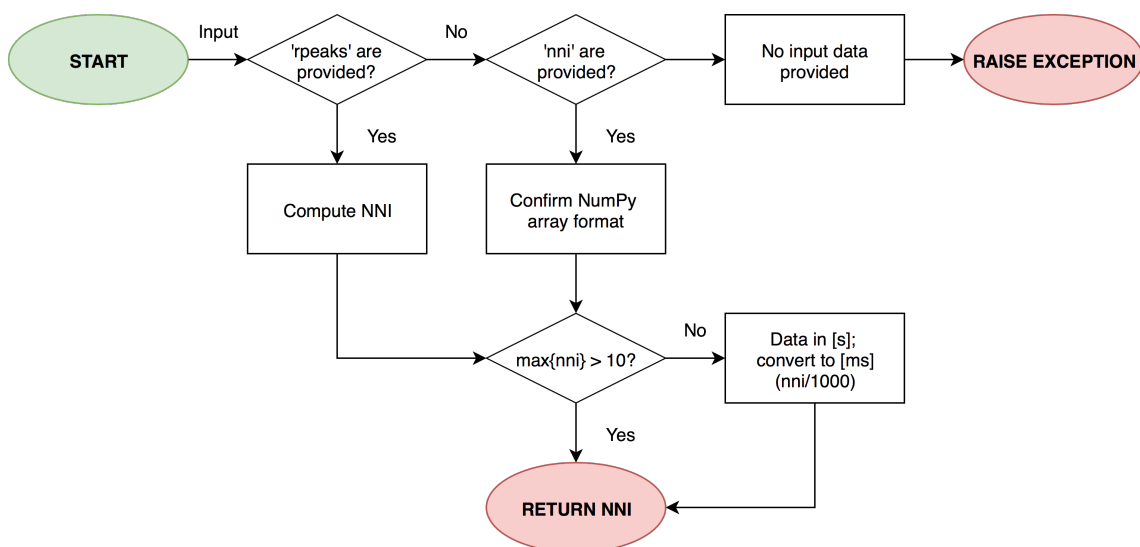 START
Input
'rpeaks' are
provided?
No
'nni' are
provided?
No input data
provided
RAISE EXCEPTION
Yes
Yes
Compute NNI
Confirm NumPy
array format
max{nni} > 10?
No
Data in [s];
convert to [ms]
(nni/1000)
Yes
RETURN NNI